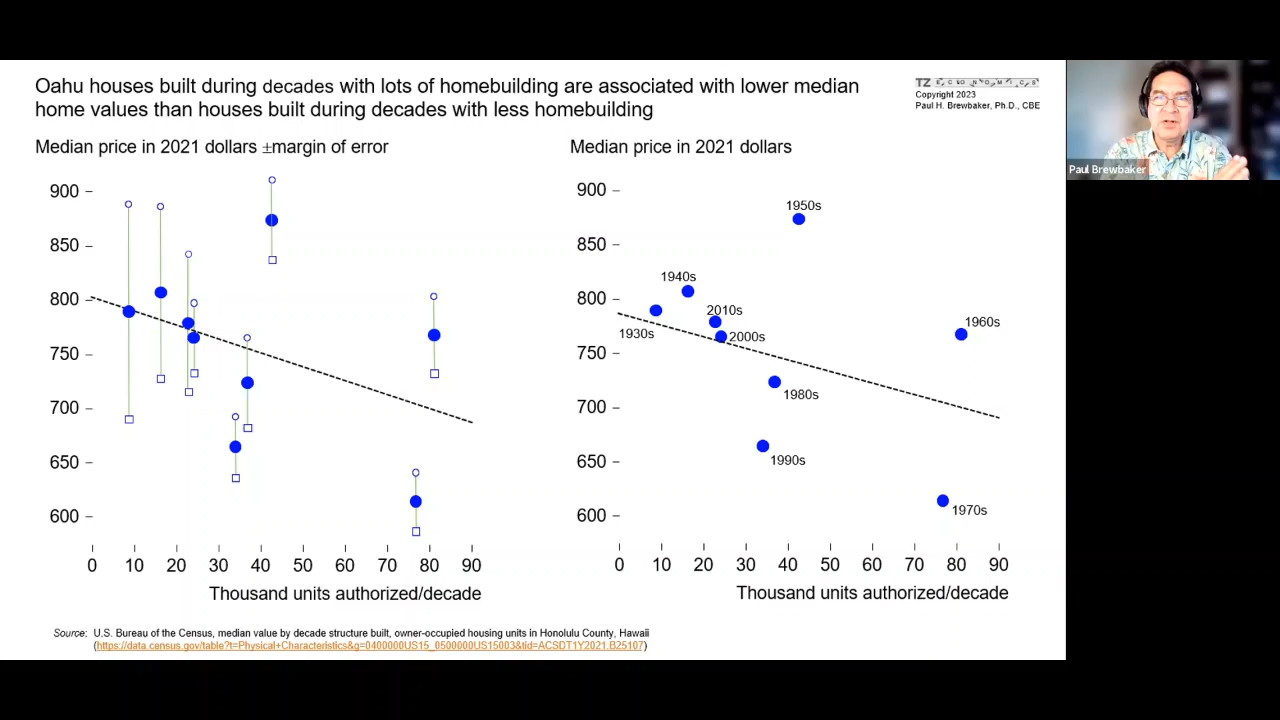 Oahu houses built during decades with lots of homebuilding are associated with lower median
home values than houses built during decades with less homebuilding
TZ ECONOMICS
Copyright 2023
Paul H. Brewbaker, Ph.D., CBE
Paul Brewbaker
Median price in 2021 dollars ±margin of error
900
850
800
750
700
650
600
0 10 20 30 40 50 60 70 80 90
Thousand units authorized/decade
Median price in 2021 dollars
900
850
800
750
700
650
600
1950s
1940s
2010s
1930s
2000s
1960s
1980s
1990s
1970s
0 10 20 30 40 50 60 70 80 90
Thousand units authorized/decade
Source: U.S. Bureau of the Census, median value by decade structure built, owner-occupied housing units in Honolulu County, Hawaii
(https://data.census.gov/table?t=Physical+Characteristics&g=0400000US15_0500000US15003&tid=ACSDT1Y2021.B25107)